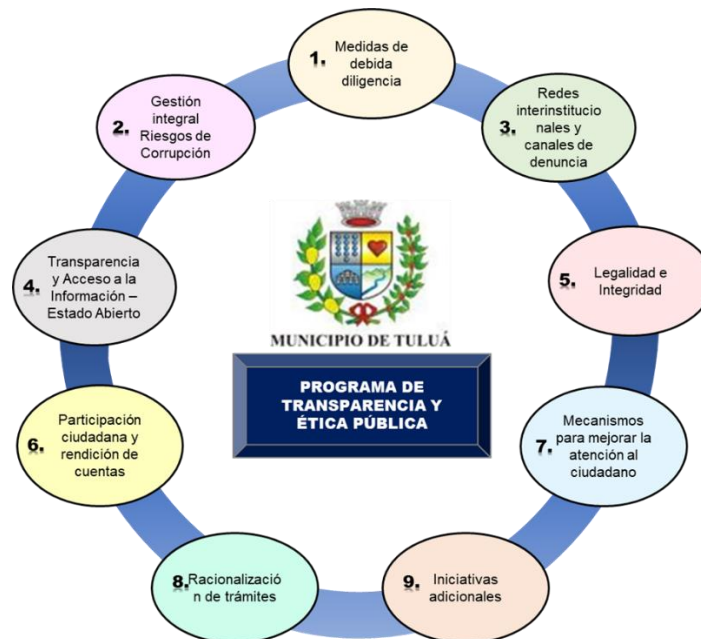 1. Medidas de
debida
diligencia
2. Gestión
integral
Riesgos de
Corrupción
3. Redes
interinstitucio
nales y
canales de
denuncia
4. Transparencia
y Acceso a la
Información –
Estado Abierto
5. Legalidad e
Integridad
MUNICIPIO DE TULUÁ
PROGRAMA DE
TRANSPARENCIA Y
ÉTICA PÚBLICA
6. Participación
ciudadana y
rendición de
cuentas
7. Mecanismos
para mejorar la
atención al
ciudadano
8. Racionalizació
n de trámites
9. Iniciativas
adicionales